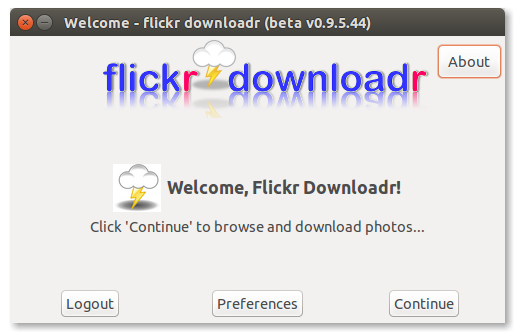 Welcome - flickr downloadr (beta v0.9.5.44)
About
flickr downloadr
Welcome, Flickr Downloadr!
Click 'Continue' to browse and download photos...
Logout
Preferences
Continue